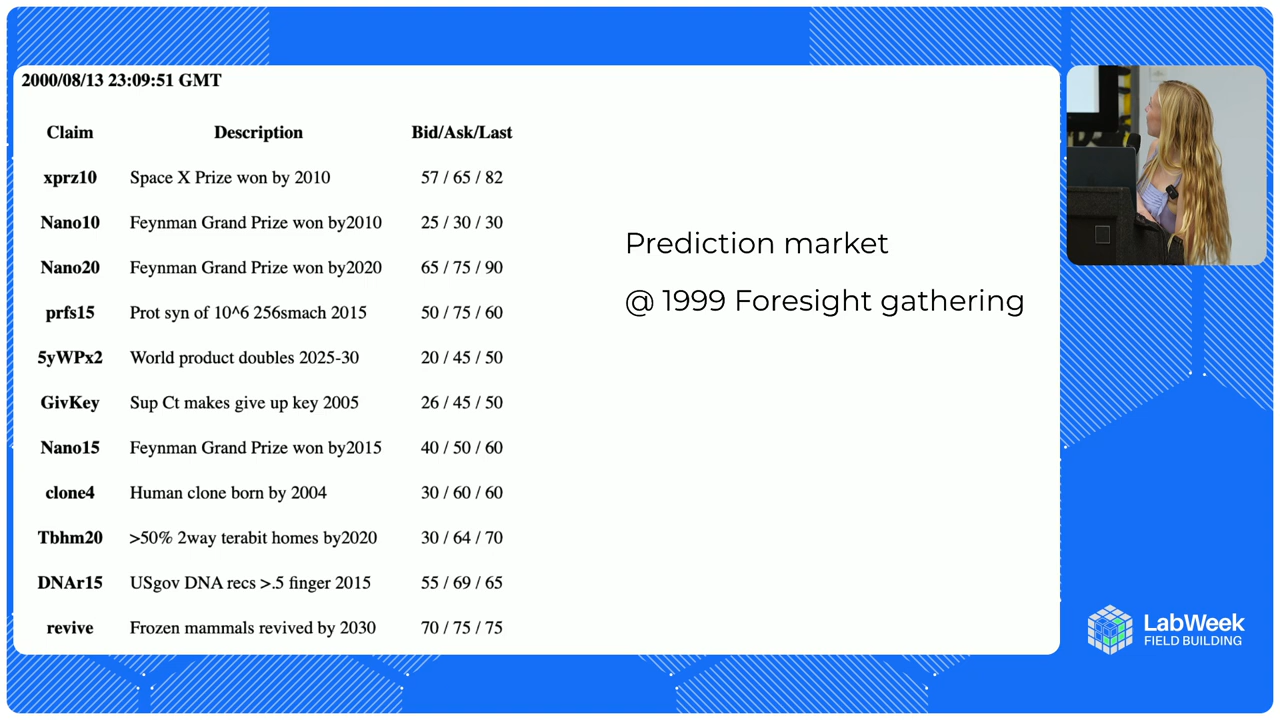 2000/08/13 23:09:51 GMT
Claim Description Bid/Ask/Last
xprz10 Space X Prize won by 2010 57 / 65 / 82
Nano10 Feynman Grand Prize won by2010 25 / 30 / 30
Nano20 Feynman Grand Prize won by2020 65 / 75 / 90
prfs15 Prot syn of 10^6 256smach 2015 50 / 75 / 60
5yWPx2 World product doubles 2025-30 20 / 45 / 50
GivKey Sup Ct makes give up key 2005 26 / 45 / 50
Nano15 Feynman Grand Prize won by2015 40 / 50 / 60
clone4 Human clone born by 2004 30 / 60 / 60
Tbhm20 >50% 2way terabit homes by2020 30 / 64 / 70
DNAr15 USgov DNA recs >.5 finger 2015 55 / 69 / 65
revive Frozen mammals revived by 2030 70 / 75 / 75
Prediction market
@ 1999 Foresight gathering
LabWeek
FIELD BUILDING